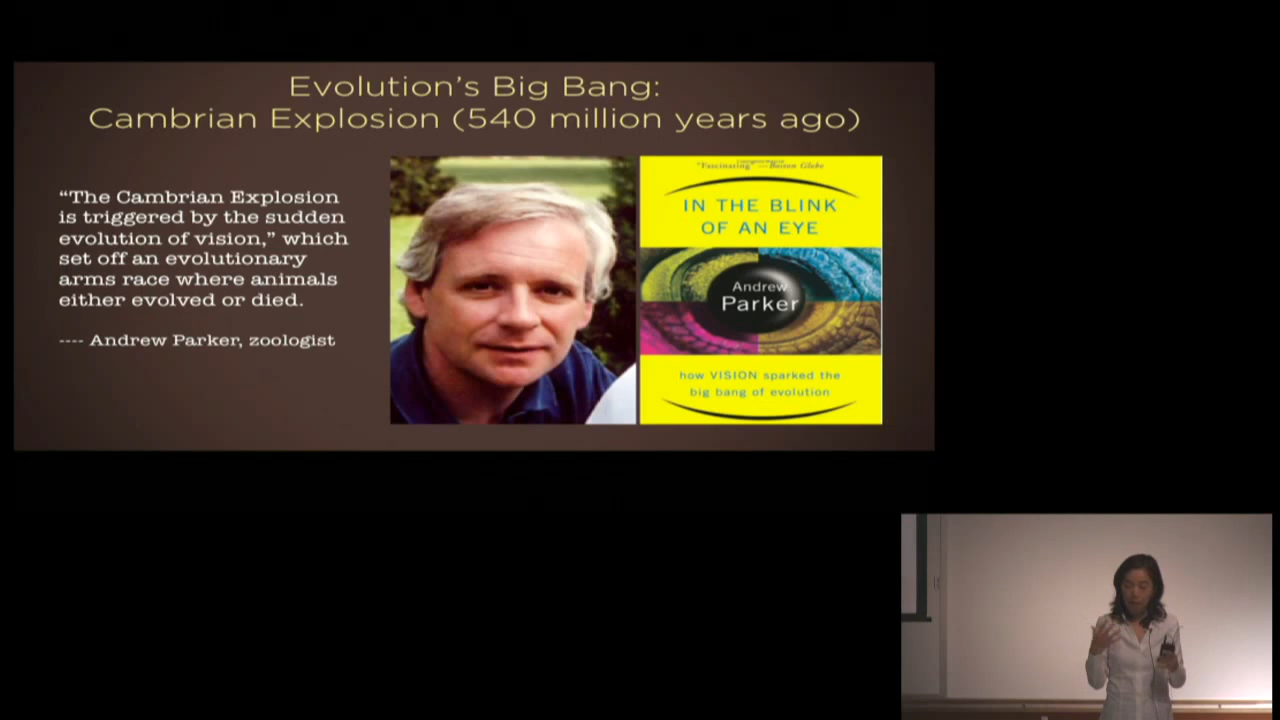 Evolution's Big Bang:
Cambrian Explosion (540 million years ago)
“The Cambrian Explosion
is triggered by the sudden
evolution of vision,” which
set off an evolutionary
arms race where animals
either evolved or died.
---- Andrew Parker, zoologist
"Fascinating" —Boston Globe
IN THE BLINK
OF AN EYE
Andrew
Parker
how VISION sparked the
big bang of evolution